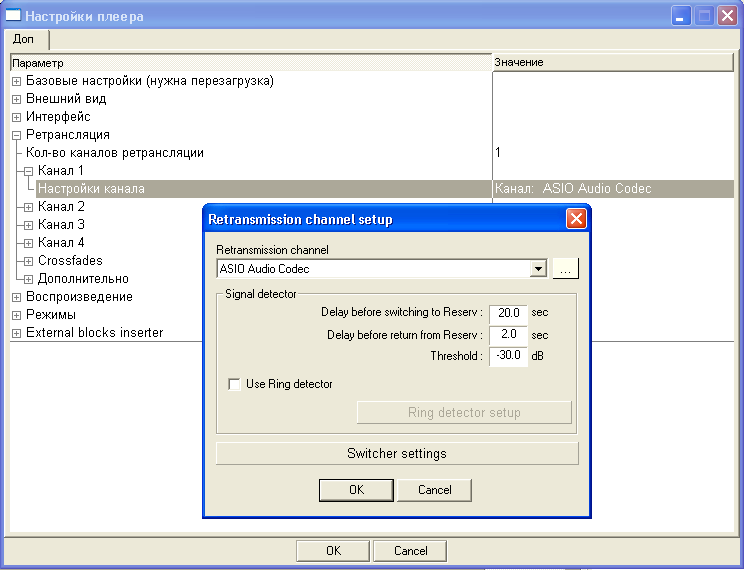 Настройки плеера
Доп
Параметр Значение
Базовые настройки (нужна перезагрузка)
Внешний вид
Интерфейс
Ретрансляция
Кол-во каналов ретрансляции 1
Канал 1
Настройки канала Канал: ASIO Audio Codec
Канал 2
Канал 3
Канал 4
Crossfades
Дополнительно
Воспроизведение
Режимы
External blocks inserter
Retransmission channel setup
Retransmission channel
ASIO Audio Codec ...
Signal detector
Delay before switching to Reserv : 20.0 sec
Delay before return from Reserv : 2.0 sec
Threshold : -30.0 dB
Use Ring detector
Ring detector setup
Switcher settings
OK Cancel
OK Cancel